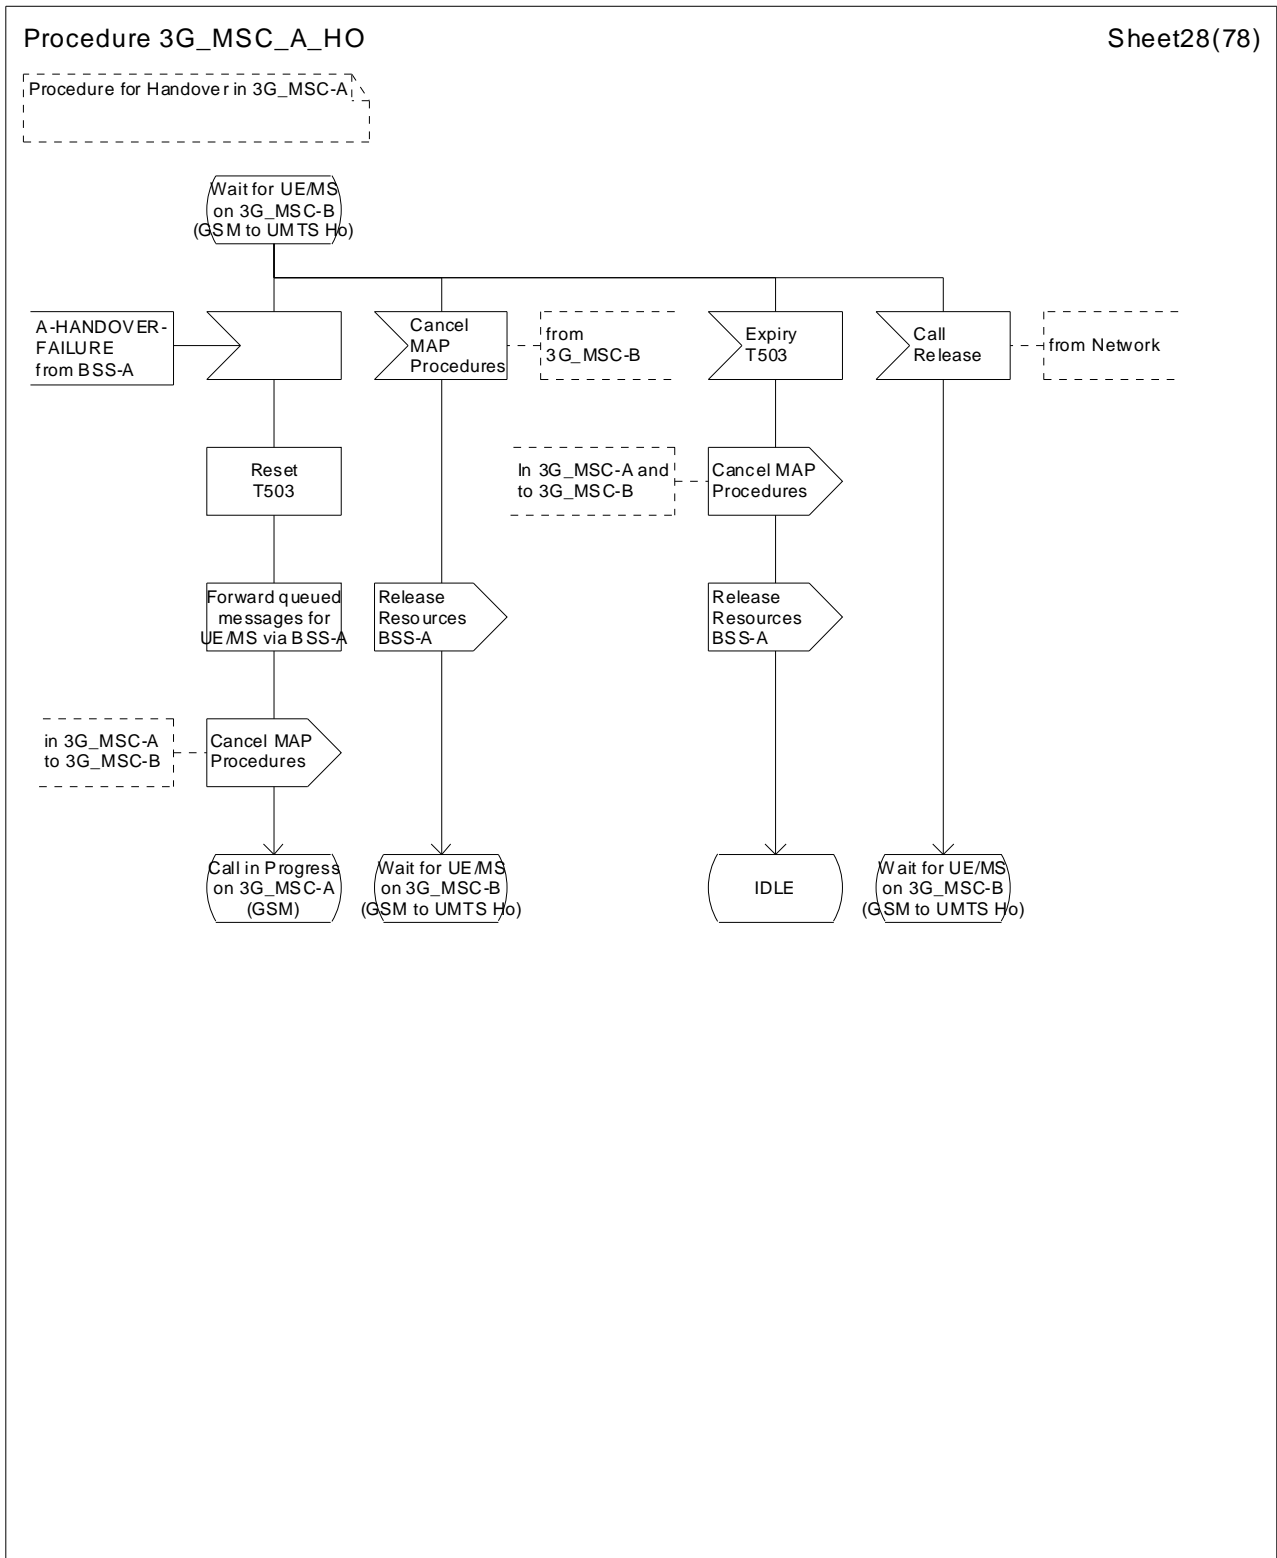 Procedure 3G_MSC_A_HO
Sheet28(78)
Procedure for Handover in 3G_MSC-A
Wait for UE/MS
on 3G_MSC-B
(GSM to UMTS Ho)
A-HANDOVER-
FAILURE
from BSS-A
Cancel
MAP
Procedures
from
3G_MSC-B
Expiry
T503
Call
Release
from Network
Reset
T503
In 3G_MSC-A and
to 3G_MSC-B
Cancel MAP
Procedures
Forward queued
messages for
UE/MS via BSS-A
Release
Resources
BSS-A
Release
Resources
BSS-A
in 3G_MSC-A
to 3G_MSC-B
Cancel MAP
Procedures
Call in Progress
on 3G_MSC-A
(GSM)
Wait for UE/MS
on 3G_MSC-B
(GSM to UMTS Ho)
IDLE
Wait for UE/MS
on 3G_MSC-B
(GSM to UMTS Ho)